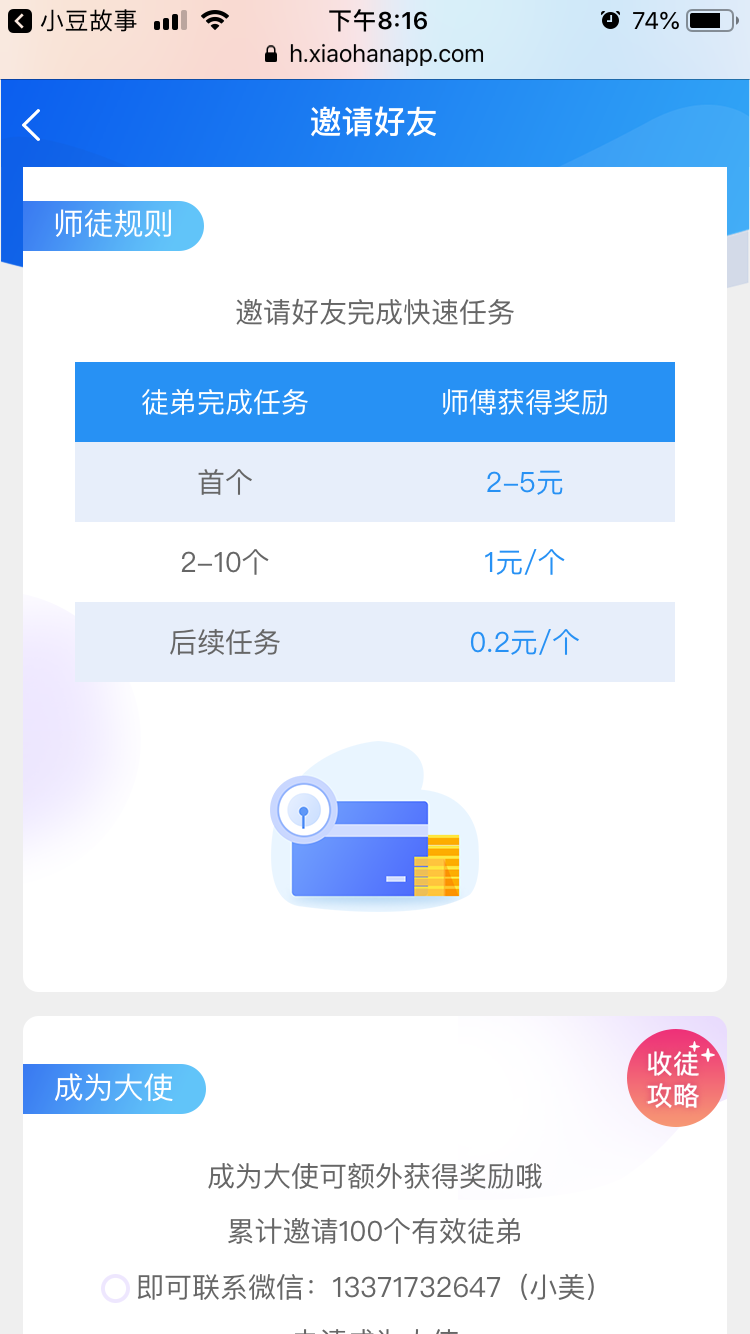 小豆故事 下午8:16 74%
h.xiaohanapp.com
邀请好友
师徒规则
邀请好友完成快速任务
徒弟完成任务 师傅获得奖励
首个 2-5元
2-10个 1元/个
后续任务 0.2元/个
收徒
攻略
成为大使
成为大使可额外获得奖励哦
累计邀请100个有效徒弟
即可联系微信：13371732647（小美）